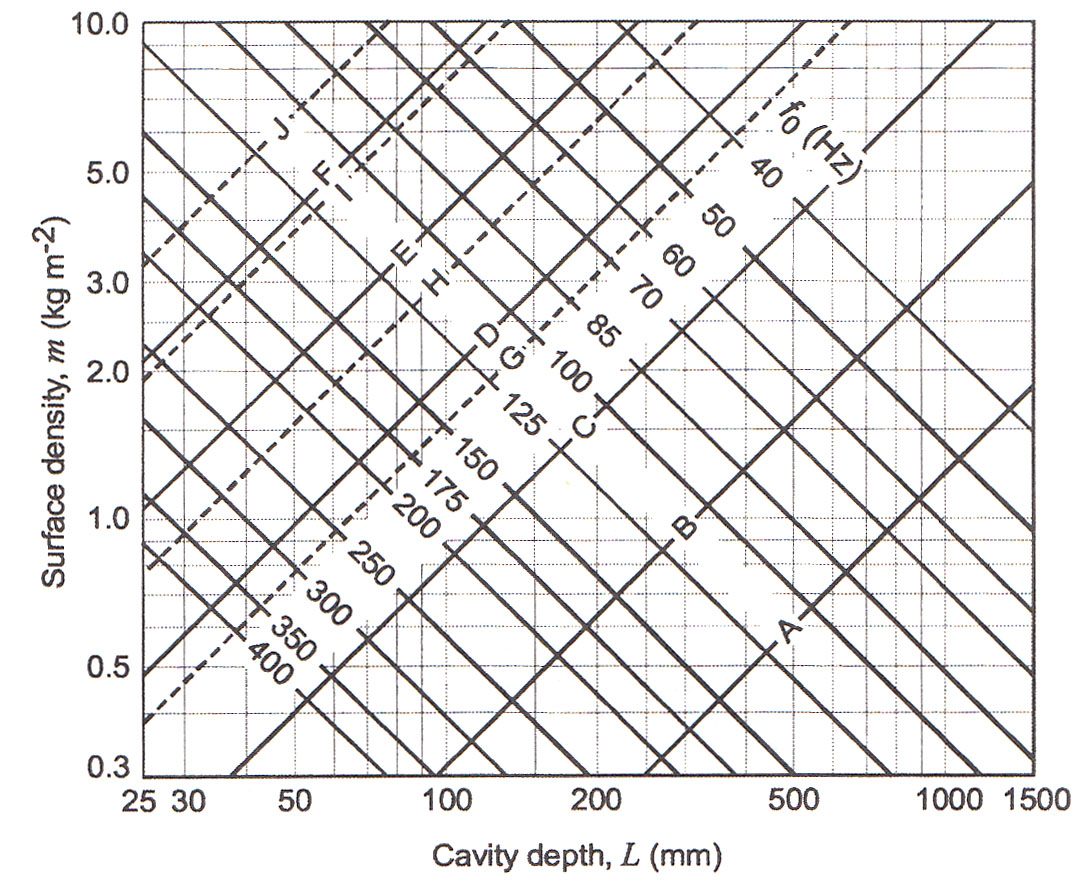 10.0
5.0
3.0
2.0
1.0
0.5
0.3
Surface density, m (kg m-2)
25 30 50 100 200 500 1000 1500
Cavity depth, L (mm)
f0 (Hz)
40
50
60
70
85
100
125
150
175
200
250
300
350
400
J
F
I
E
H
D
G
C
B
A